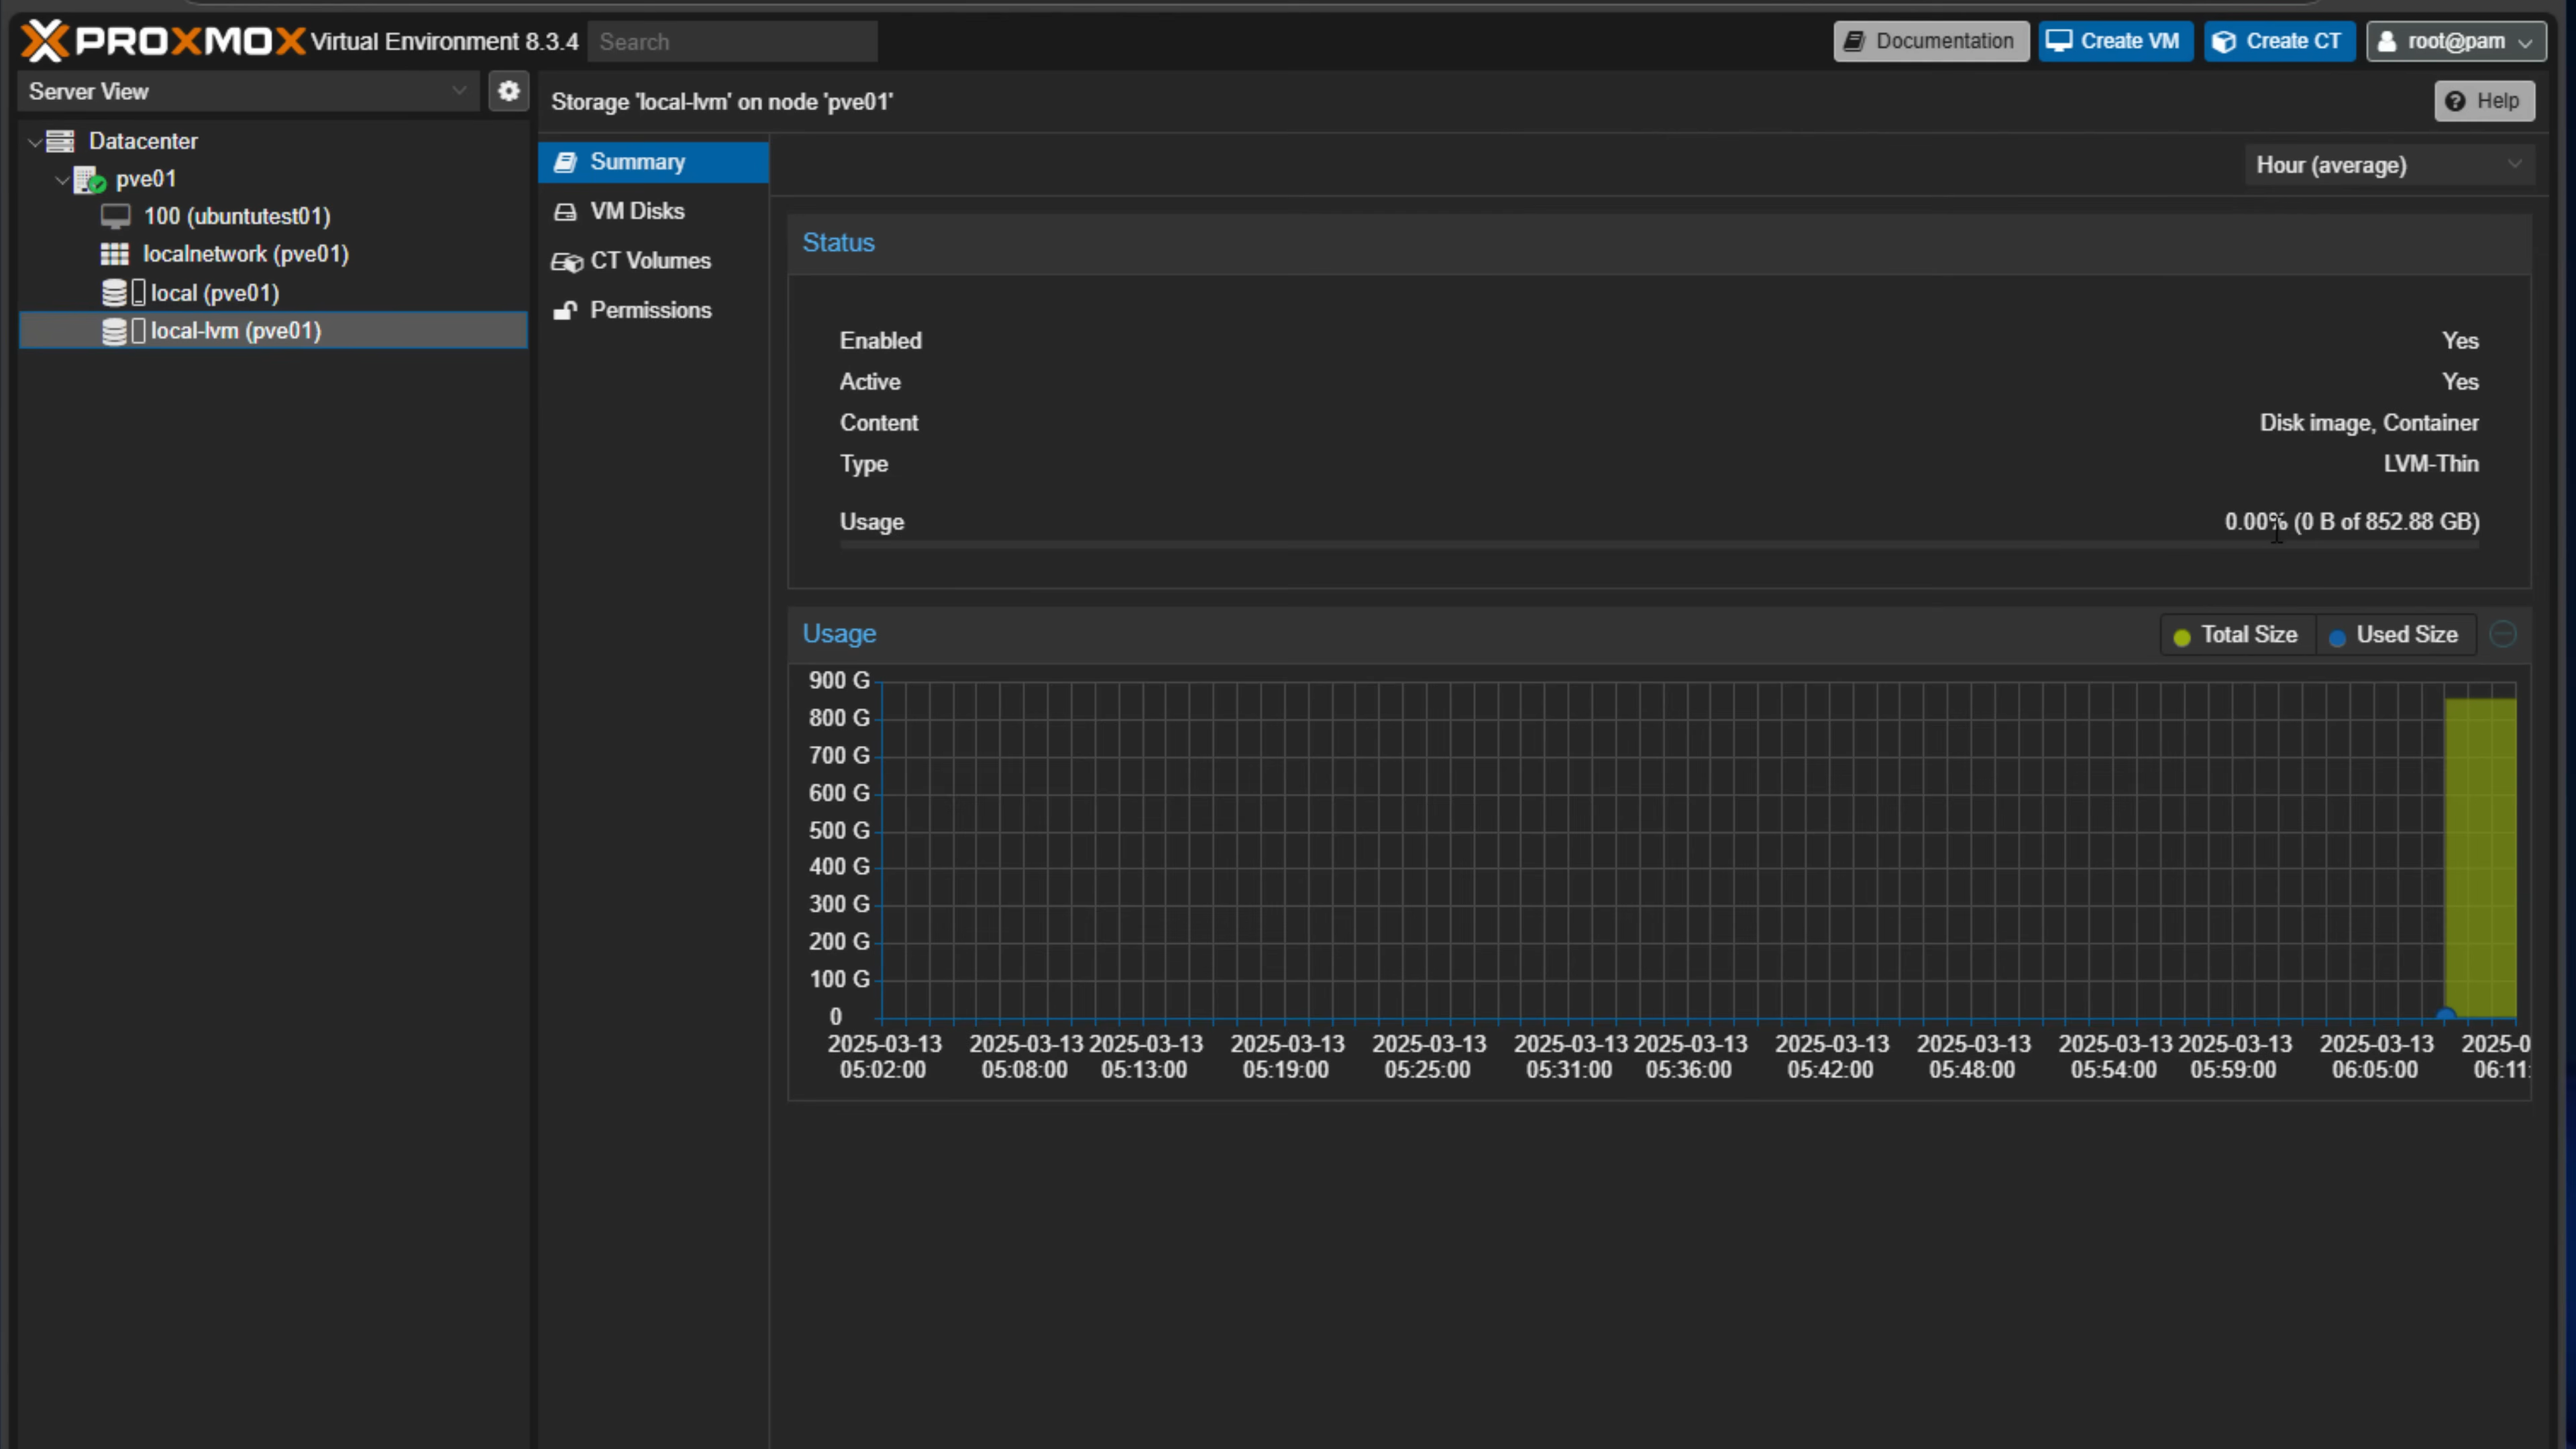 PROXMOX Virtual Environment 8.3.4 Search Documentation Create VM Create CT root@pam
Server View
Storage 'local-lvm' on node 'pve01' Help
Datacenter
pve01
100 (ubuntutest01)
localnetwork (pve01)
local (pve01)
local-lvm (pve01)
Summary
VM Disks
CT Volumes
Permissions
Hour (average)
Status
Enabled Yes
Active Yes
Content Disk image, Container
Type LVM-Thin
Usage 0.00% (0 B of 852.88 GB)
Usage Total Size Used Size
900 G
800 G
700 G
600 G
500 G
400 G
300 G
200 G
100 G
0
2025-03-13 2025-03-13 2025-03-13 2025-03-13 2025-03-13 2025-03-13 2025-03-13 2025-03-13 2025-03-13 2025-03-13 2025-03-13 2025-03-13 2025-0
05:02:00 05:08:00 05:13:00 05:19:00 05:25:00 05:31:00 05:36:00 05:42:00 05:48:00 05:54:00 05:59:00 06:05:00 06:11: